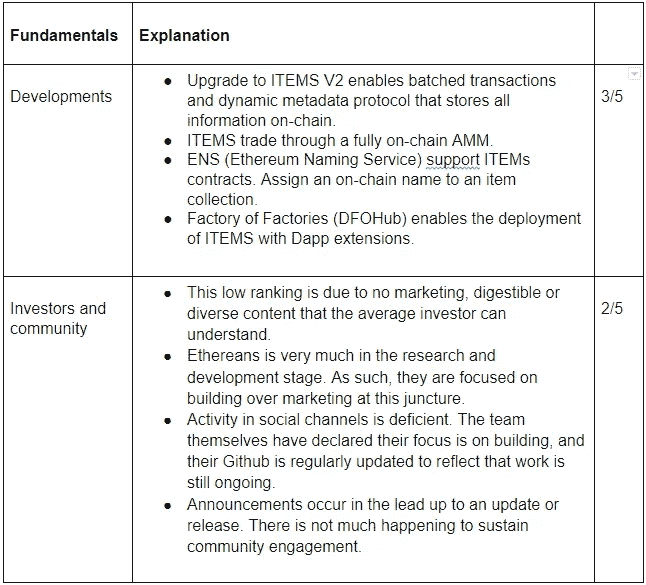 Fundamentals Explanation
Developments
● Upgrade to ITEMS V2 enables batched transactions
and dynamic metadata protocol that stores all
information on-chain.
● ITEMS trade through a fully on-chain AMM.
● ENS (Ethereum Naming Service) support ITEMs
contracts. Assign an on-chain name to an item
collection.
● Factory of Factories (DFOHub) enables the deployment
of ITEMS with Dapp extensions.
3/5
Investors and
community
● This low ranking is due to no marketing, digestible or
diverse content that the average investor can
understand.
● Ethereans is very much in the research and
development stage. As such, they are focused on
building over marketing at this juncture.
● Activity in social channels is deficient. The team
themselves have declared their focus is on building, and
their Github is regularly updated to reflect that work is
still ongoing.
● Announcements occur in the lead up to an update or
release. There is not much happening to sustain
community engagement.
2/5